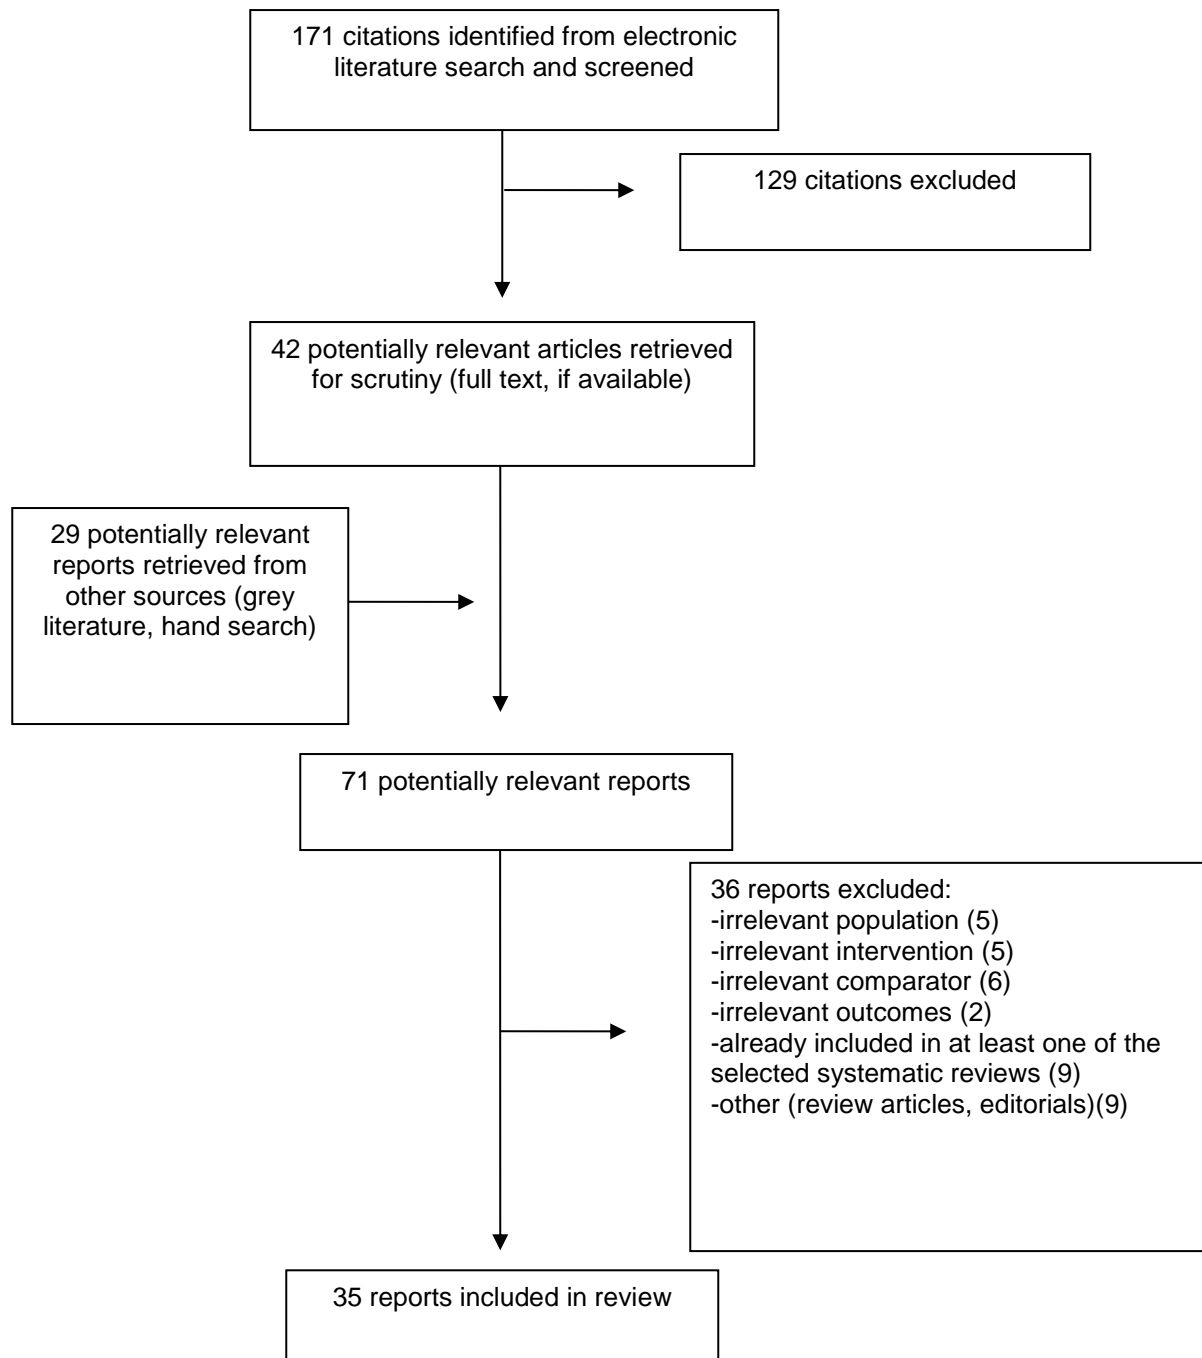 171 citations identified from electronic
literature search and screened
129 citations excluded
42 potentially relevant articles retrieved
for scrutiny (full text, if available)
29 potentially relevant
reports retrieved from
other sources (grey
literature, hand search)
71 potentially relevant reports
36 reports excluded:
-irrelevant population (5)
-irrelevant intervention (5)
-irrelevant comparator (6)
-irrelevant outcomes (2)
-already included in at least one of the
selected systematic reviews (9)
-other (review articles, editorials)(9)
35 reports included in review